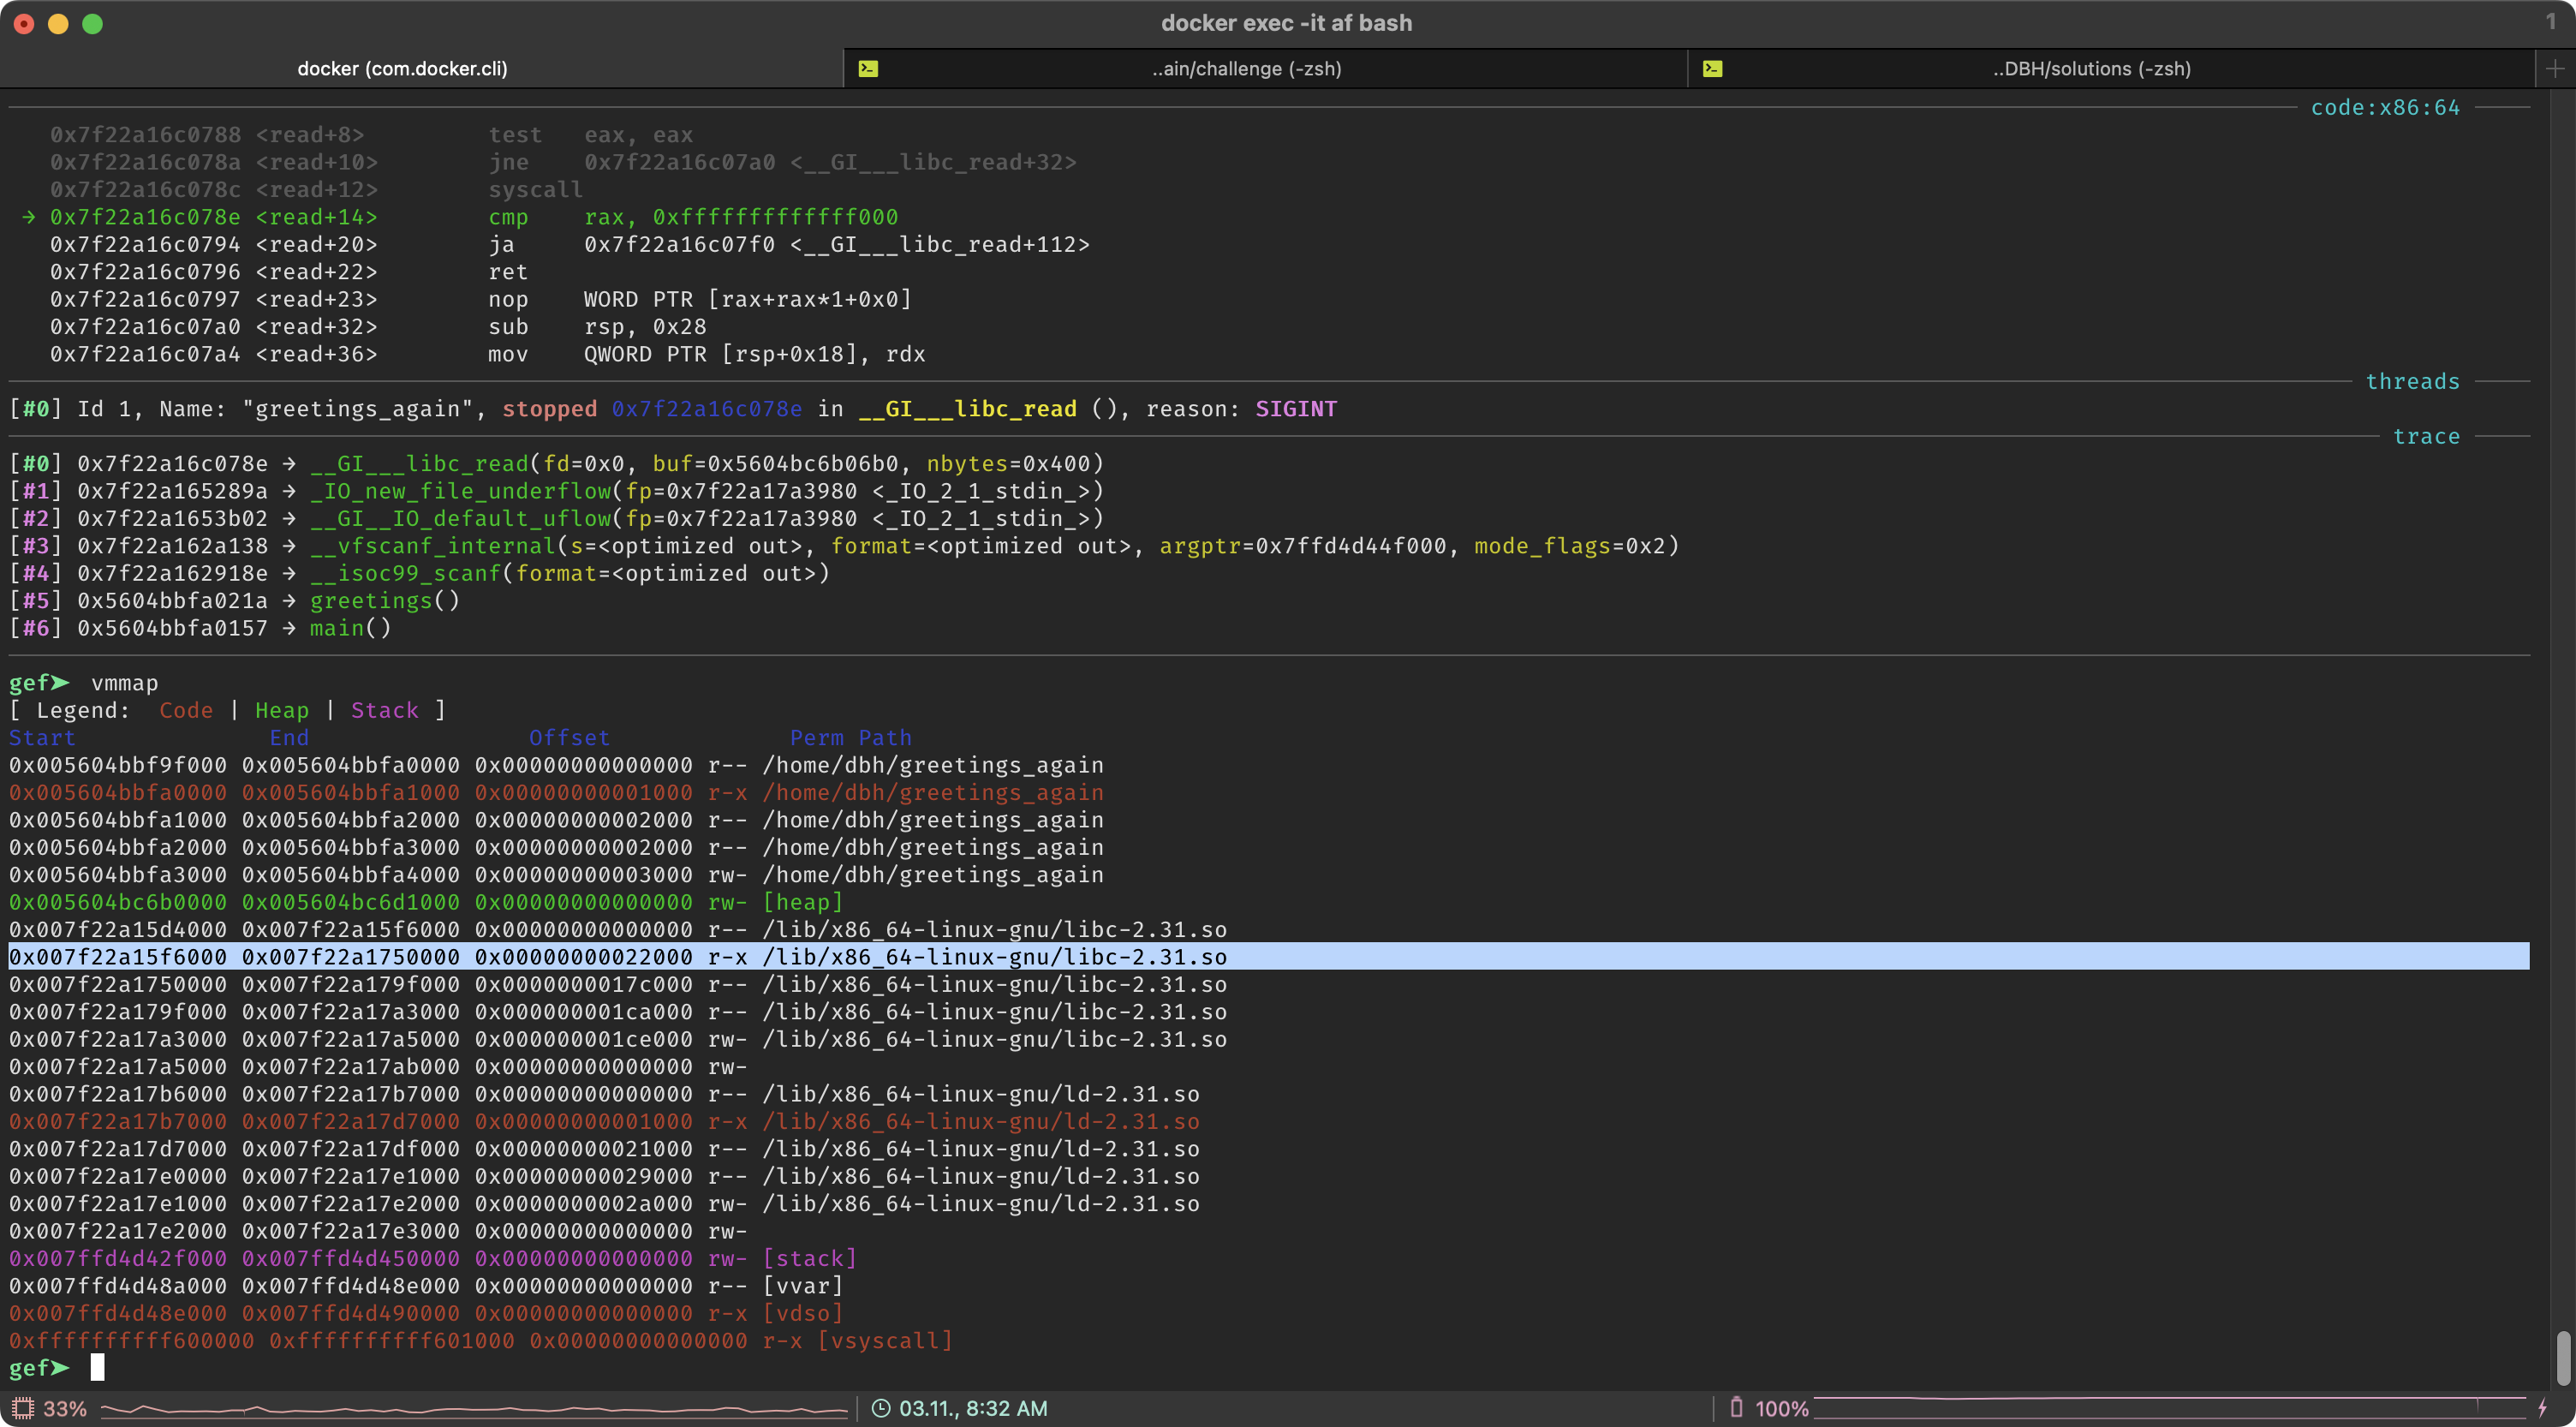 docker exec -it af bash
1
docker (com.docker.cli)
..ain/challenge (-zsh)
..DBH/solutions (-zsh)
code:x86:64
0x7f22a16c0788 <read+8> test eax, eax
0x7f22a16c078a <read+10> jne 0x7f22a16c07a0 <__GI___libc_read+32>
0x7f22a16c078c <read+12> syscall
→ 0x7f22a16c078e <read+14> cmp rax, 0xfffffffffffff000
0x7f22a16c0794 <read+20> ja 0x7f22a16c07f0 <__GI___libc_read+112>
0x7f22a16c0796 <read+22> ret
0x7f22a16c0797 <read+23> nop WORD PTR [rax+rax*1+0x0]
0x7f22a16c07a0 <read+32> sub rsp, 0x28
0x7f22a16c07a4 <read+36> mov QWORD PTR [rsp+0x18], rdx
threads
[#0] Id 1, Name: "greetings_again", stopped 0x7f22a16c078e in __GI___libc_read (), reason: SIGINT
trace
[#0] 0x7f22a16c078e → __GI___libc_read(fd=0x0, buf=0x5604bc6b06b0, nbytes=0x400)
[#1] 0x7f22a165289a → _IO_new_file_underflow(fp=0x7f22a17a3980 <_IO_2_1_stdin_>)
[#2] 0x7f22a1653b02 → __GI__IO_default_uflow(fp=0x7f22a17a3980 <_IO_2_1_stdin_>)
[#3] 0x7f22a162a138 → __vfscanf_internal(s=<optimized out>, format=<optimized out>, argptr=0x7ffd4d44f000, mode_flags=0x2)
[#4] 0x7f22a162918e → __isoc99_scanf(format=<optimized out>)
[#5] 0x5604bbfa021a → greetings()
[#6] 0x5604bbfa0157 → main()
gef➤ vmmap
[ Legend: Code | Heap | Stack ]
Start End Offset Perm Path
0x005604bbf9f000 0x005604bbfa0000 0x00000000000000 r-- /home/dbh/greetings_again
0x005604bbfa0000 0x005604bbfa1000 0x00000000001000 r-x /home/dbh/greetings_again
0x005604bbfa1000 0x005604bbfa2000 0x00000000002000 r-- /home/dbh/greetings_again
0x005604bbfa2000 0x005604bbfa3000 0x00000000002000 r-- /home/dbh/greetings_again
0x005604bbfa3000 0x005604bbfa4000 0x00000000003000 rw- /home/dbh/greetings_again
0x005604bc6b0000 0x005604bc6d1000 0x00000000000000 rw- [heap]
0x007f22a15d4000 0x007f22a15f6000 0x00000000000000 r-- /lib/x86_64-linux-gnu/libc-2.31.so
0x007f22a15f6000 0x007f22a1750000 0x00000000022000 r-x /lib/x86_64-linux-gnu/libc-2.31.so
0x007f22a1750000 0x007f22a179f000 0x0000000017c000 r-- /lib/x86_64-linux-gnu/libc-2.31.so
0x007f22a179f000 0x007f22a17a3000 0x000000001ca000 r-- /lib/x86_64-linux-gnu/libc-2.31.so
0x007f22a17a3000 0x007f22a17a5000 0x000000001ce000 rw- /lib/x86_64-linux-gnu/libc-2.31.so
0x007f22a17a5000 0x007f22a17ab000 0x00000000000000 rw-
0x007f22a17b6000 0x007f22a17b7000 0x00000000000000 r-- /lib/x86_64-linux-gnu/ld-2.31.so
0x007f22a17b7000 0x007f22a17d7000 0x00000000001000 r-x /lib/x86_64-linux-gnu/ld-2.31.so
0x007f22a17d7000 0x007f22a17df000 0x00000000021000 r-- /lib/x86_64-linux-gnu/ld-2.31.so
0x007f22a17e0000 0x007f22a17e1000 0x00000000029000 r-- /lib/x86_64-linux-gnu/ld-2.31.so
0x007f22a17e1000 0x007f22a17e2000 0x0000000002a000 rw- /lib/x86_64-linux-gnu/ld-2.31.so
0x007f22a17e2000 0x007f22a17e3000 0x00000000000000 rw-
0x007ffd4d42f000 0x007ffd4d450000 0x00000000000000 rw- [stack]
0x007ffd4d48a000 0x007ffd4d48e000 0x00000000000000 r-- [vvar]
0x007ffd4d48e000 0x007ffd4d490000 0x00000000000000 r-x [vdso]
0xffffffffff600000 0xffffffffff601000 0x00000000000000 r-x [vsyscall]
gef➤
33%
03.11., 8:32 AM
100%